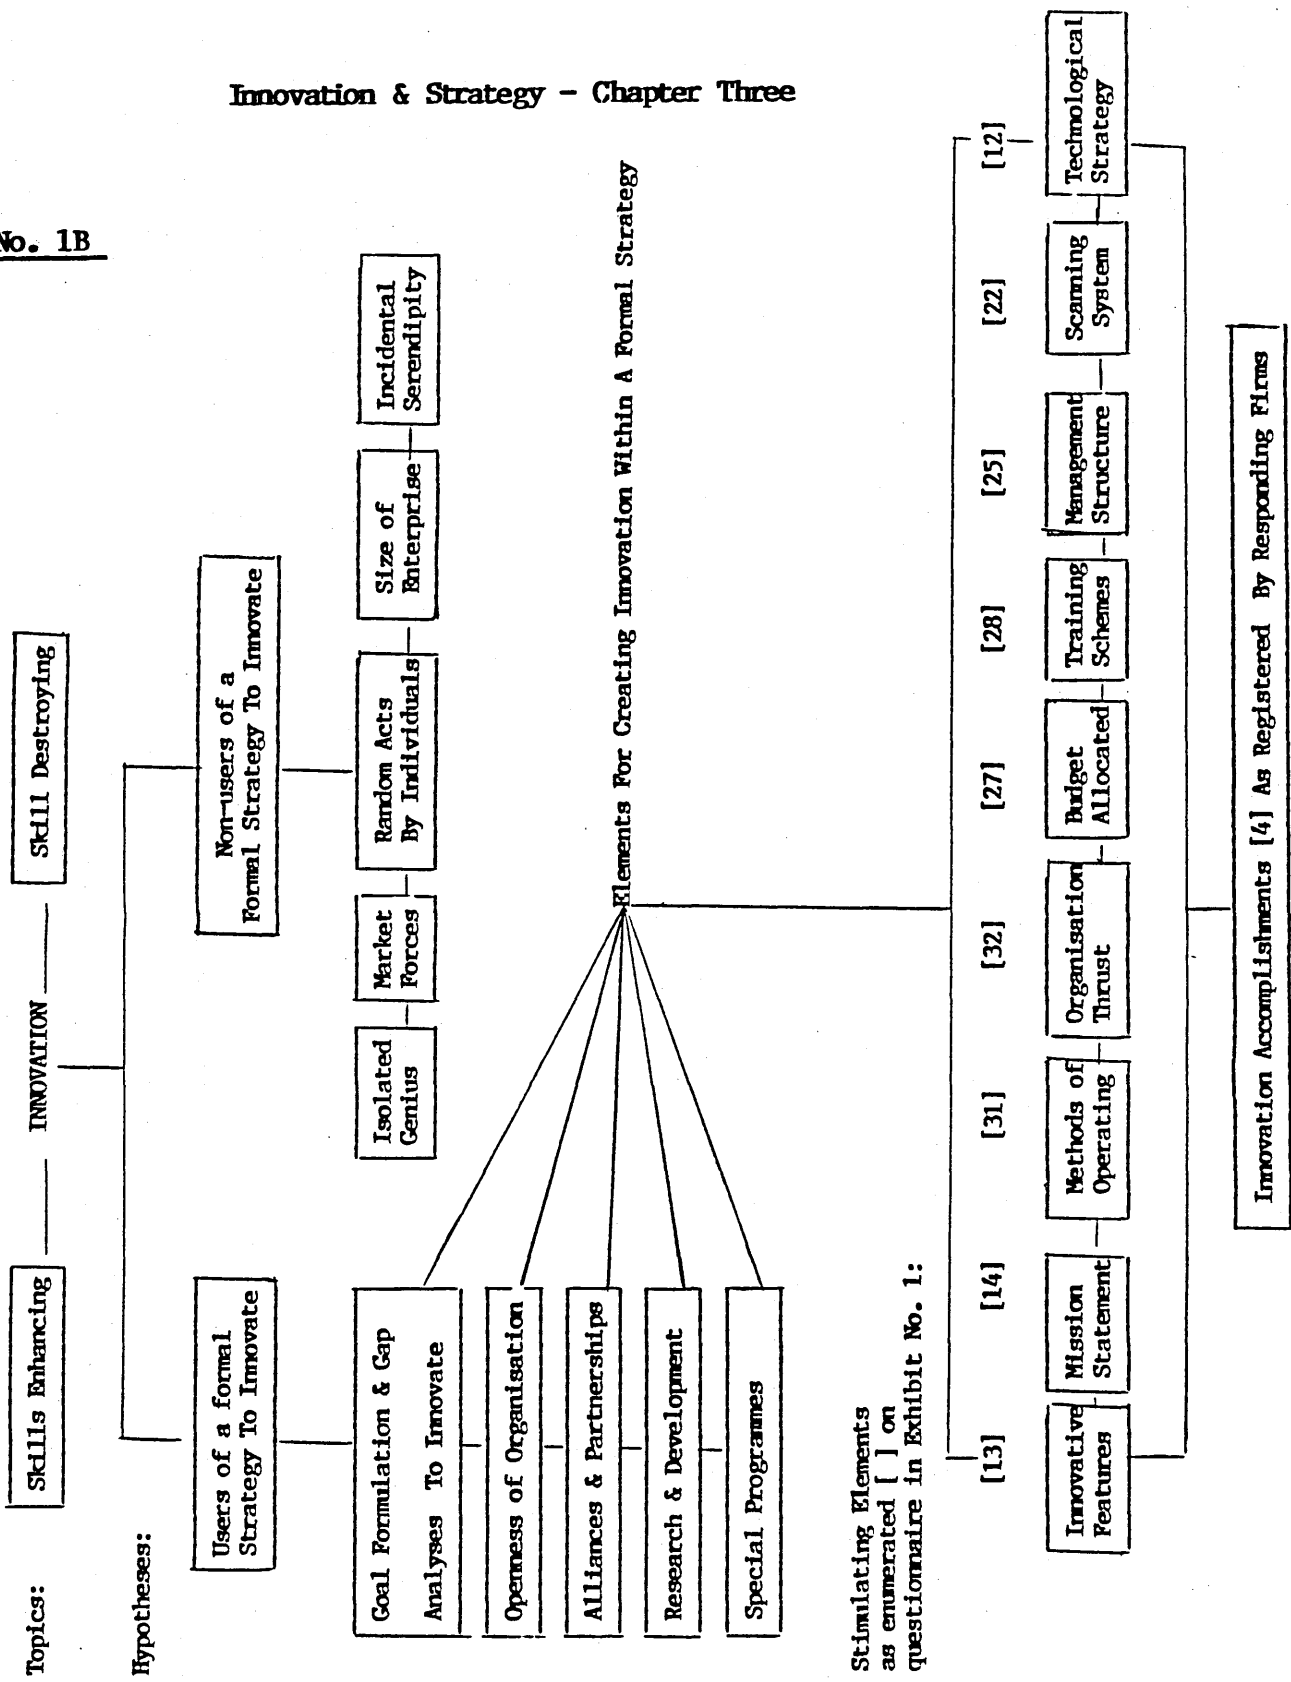 Innovation & Strategy - Chapter Three
No. 1B
Topics:
Skills Enhancing
INNOVATION
Skill Destroying
Hypotheses:
Users of a formal
Strategy To Innovate
Non-users of a
Formal Strategy To Innovate
Goal Formulation & Gap
Analyses To Innovate
Openness of Organisation
Alliances & Partnerships
Research & Development
Special Programmes
Isolated
Genius
Market
Forces
Random Acts
By Individuals
Size of
Enterprise
Incidental
Serendipity
Elements For Creating Innovation Within A Formal Strategy
Stimulating Elements
as enumerated [ ] on
questionnaire in Exhibit No. 1:
[13] [14] [31] [32] [27] [28] [25] [22] [12]
Innovative
Features
Mission
Statement
Methods of
Operating
Organisation
Thrust
Budget
Allocated
Training
Schemes
Management
Structure
Scanning
System
Technological
Strategy
Innovation Accomplishments [4] As Registered By Responding Firms